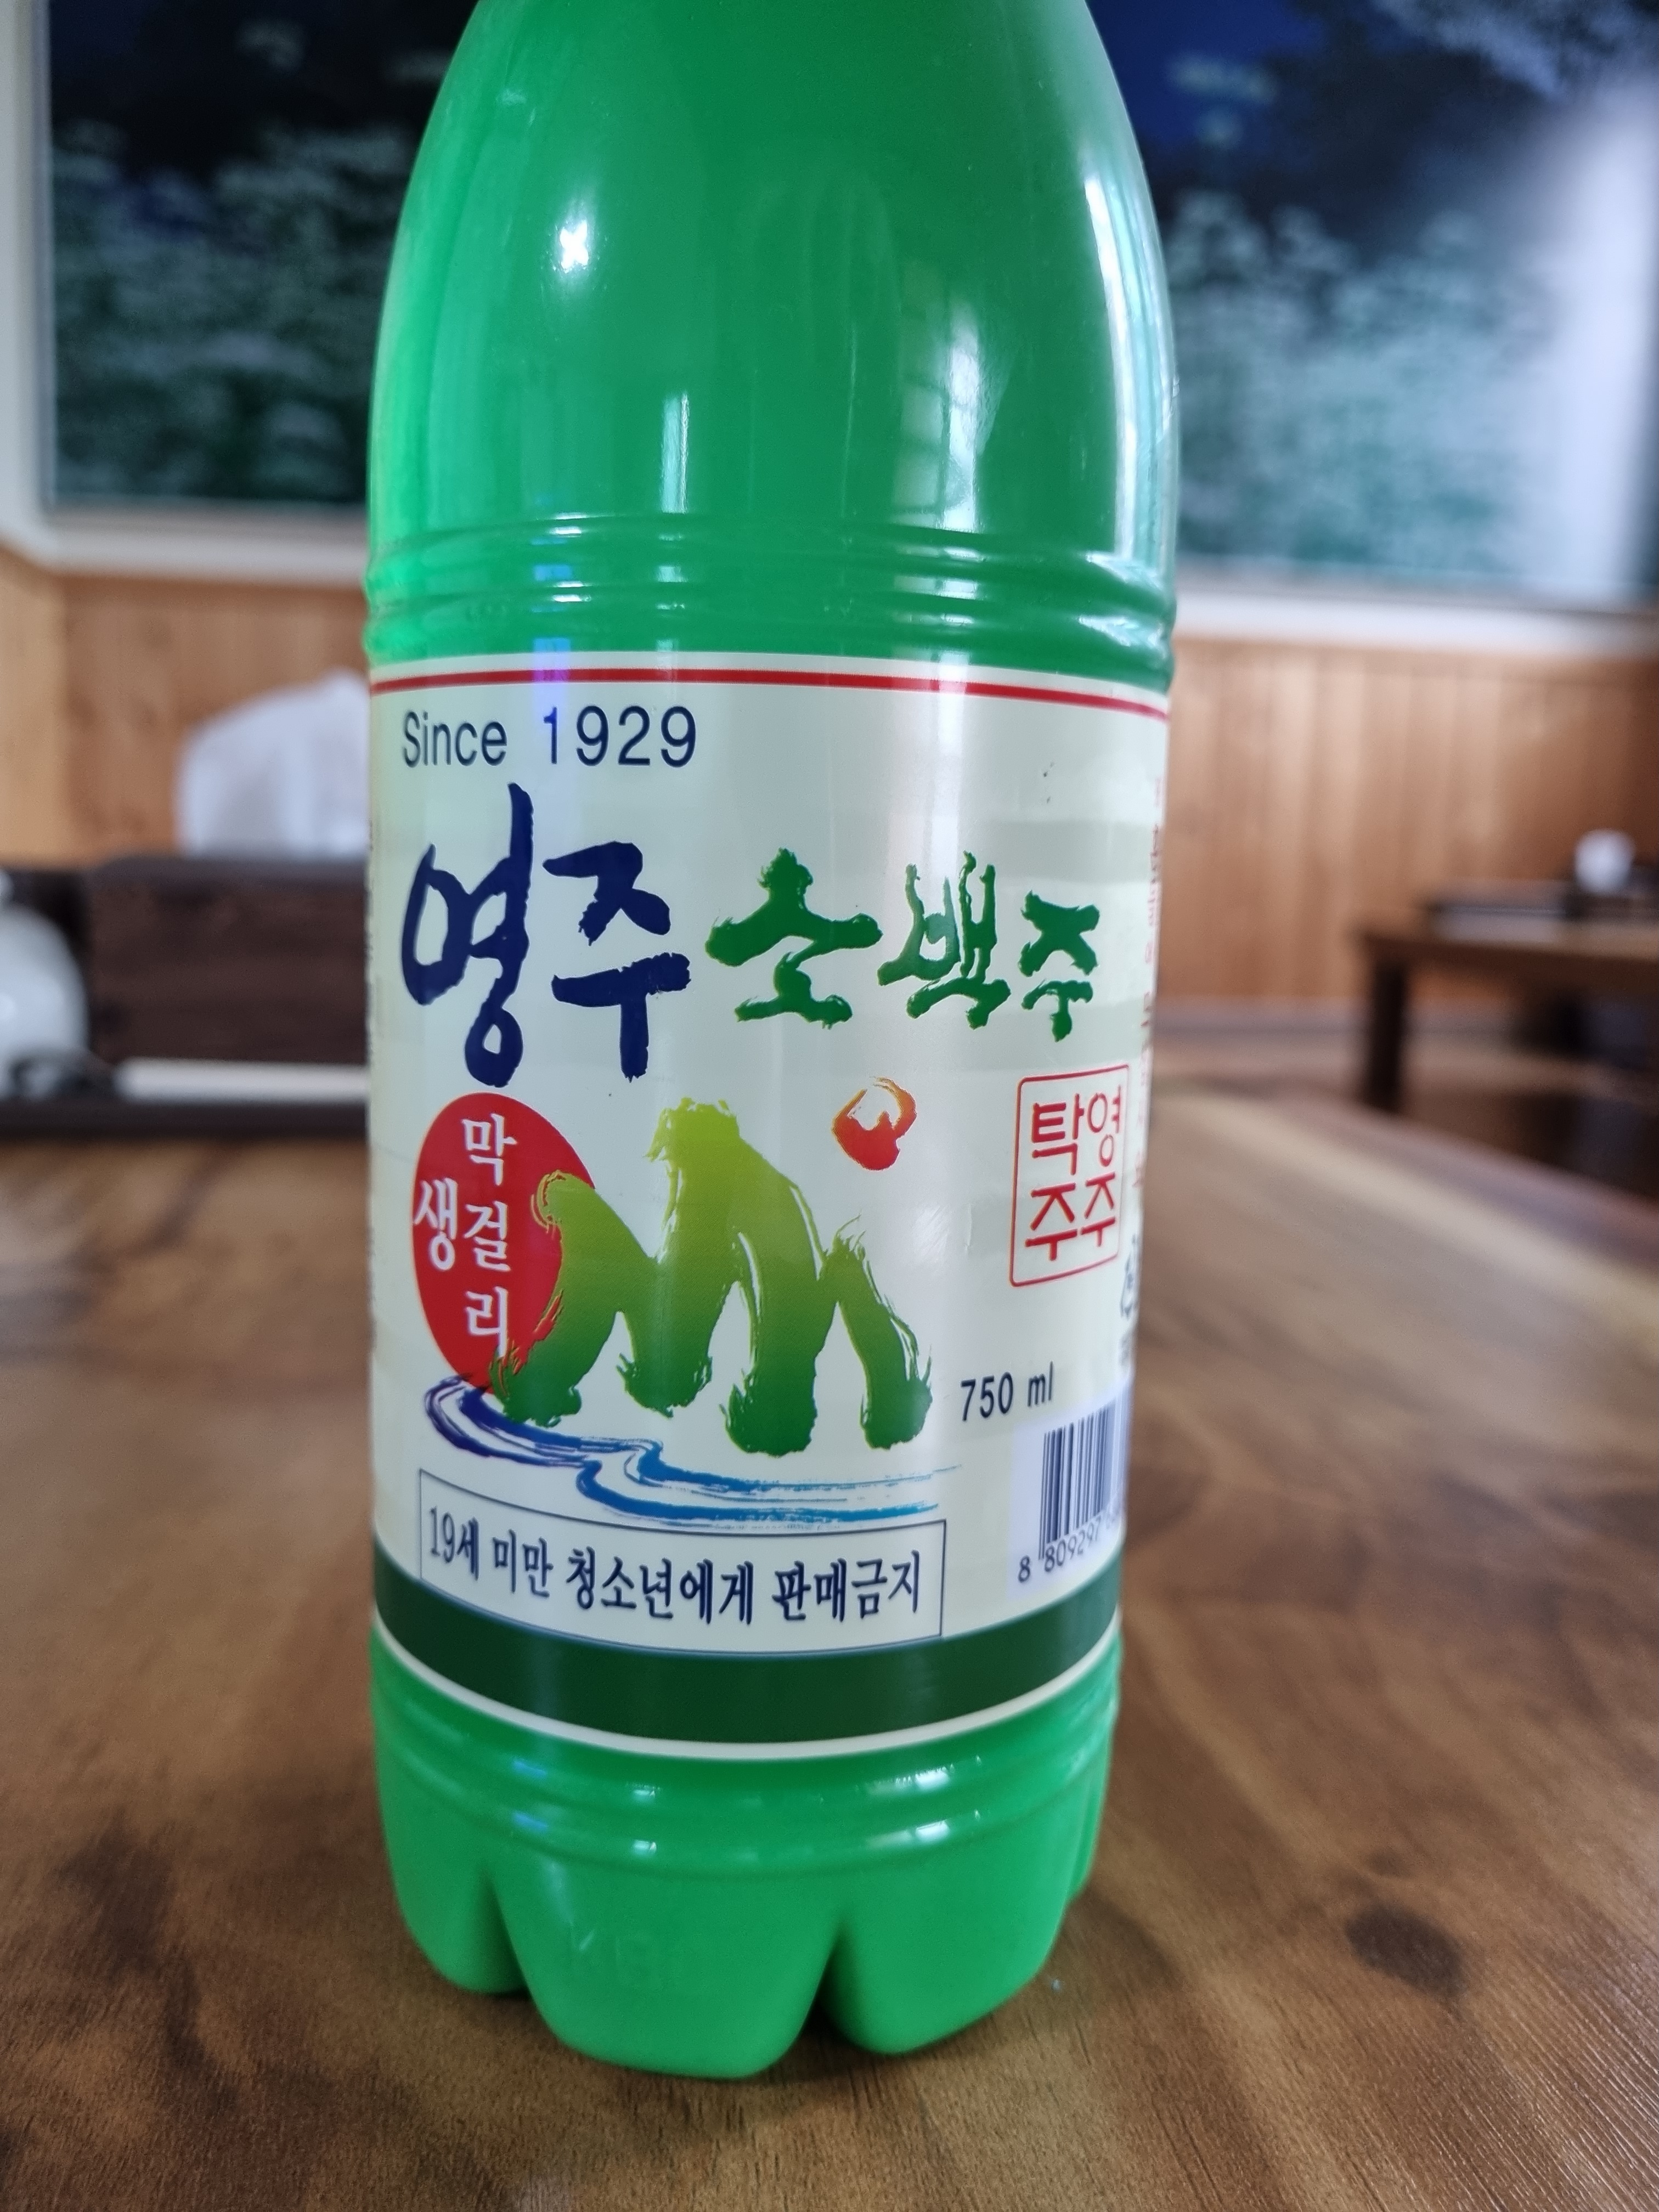 Since 1929
영주 소백주
생막걸리
영주
탁주
750 ml
19세 미만 청소년에게 판매금지
8 809297